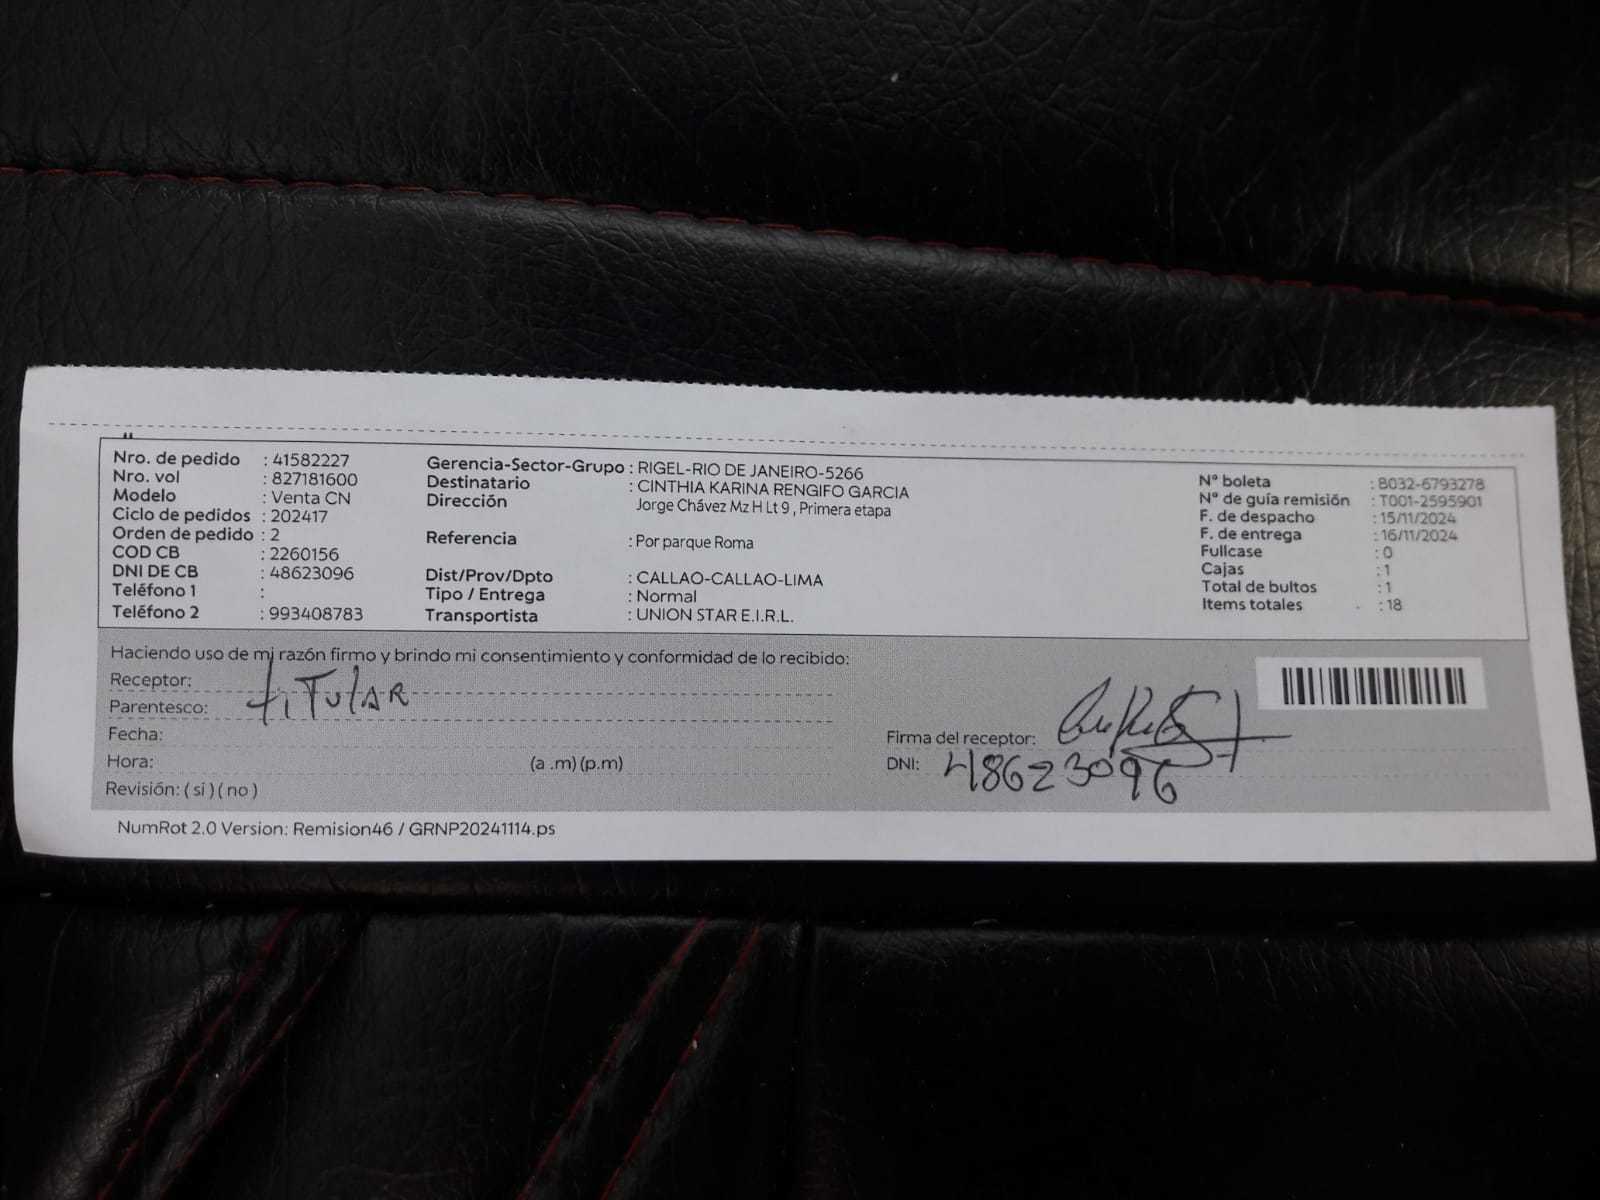 Nro. de pedido : 41582227
Nro. vol : 827181600
Modelo : Venta CN
Ciclo de pedidos : 202417
Orden de pedido : 2
COD CB : 2260156
DNI DE CB : 48623096
Teléfono 1 :
Teléfono 2 : 993408783
Gerencia-Sector-Grupo : RIGEL-RIO DE JANEIRO-5266
Destinatario : CINTHIA KARINA RENGIFO GARCIA
Dirección Jorge Chávez Mz H Lt 9 , Primera etapa
Referencia : Por parque Roma
Dist/Prov/Dpto : CALLAO-CALLAO-LIMA
Tipo / Entrega : Normal
Transportista : UNION STAR E.I.R.L.
N° boleta : B032-6793278
N° de guía remisión : T001-2595901
F. de despacho : 15/11/2024
F. de entrega : 16/11/2024
Fullcase : 0
Cajas : 1
Total de bultos : 1
Items totales : 18
Haciendo uso de mi razón firmo y brindo mi consentimiento y conformidad de lo recibido:
Receptor:
Parentesco: TiTulAR
Fecha:
Hora: (a .m) (p.m)
Revisión: ( si ) ( no )
Firma del receptor:
DNI: 48623096
NumRot 2.0 Version: Remision46 / GRNP20241114.ps